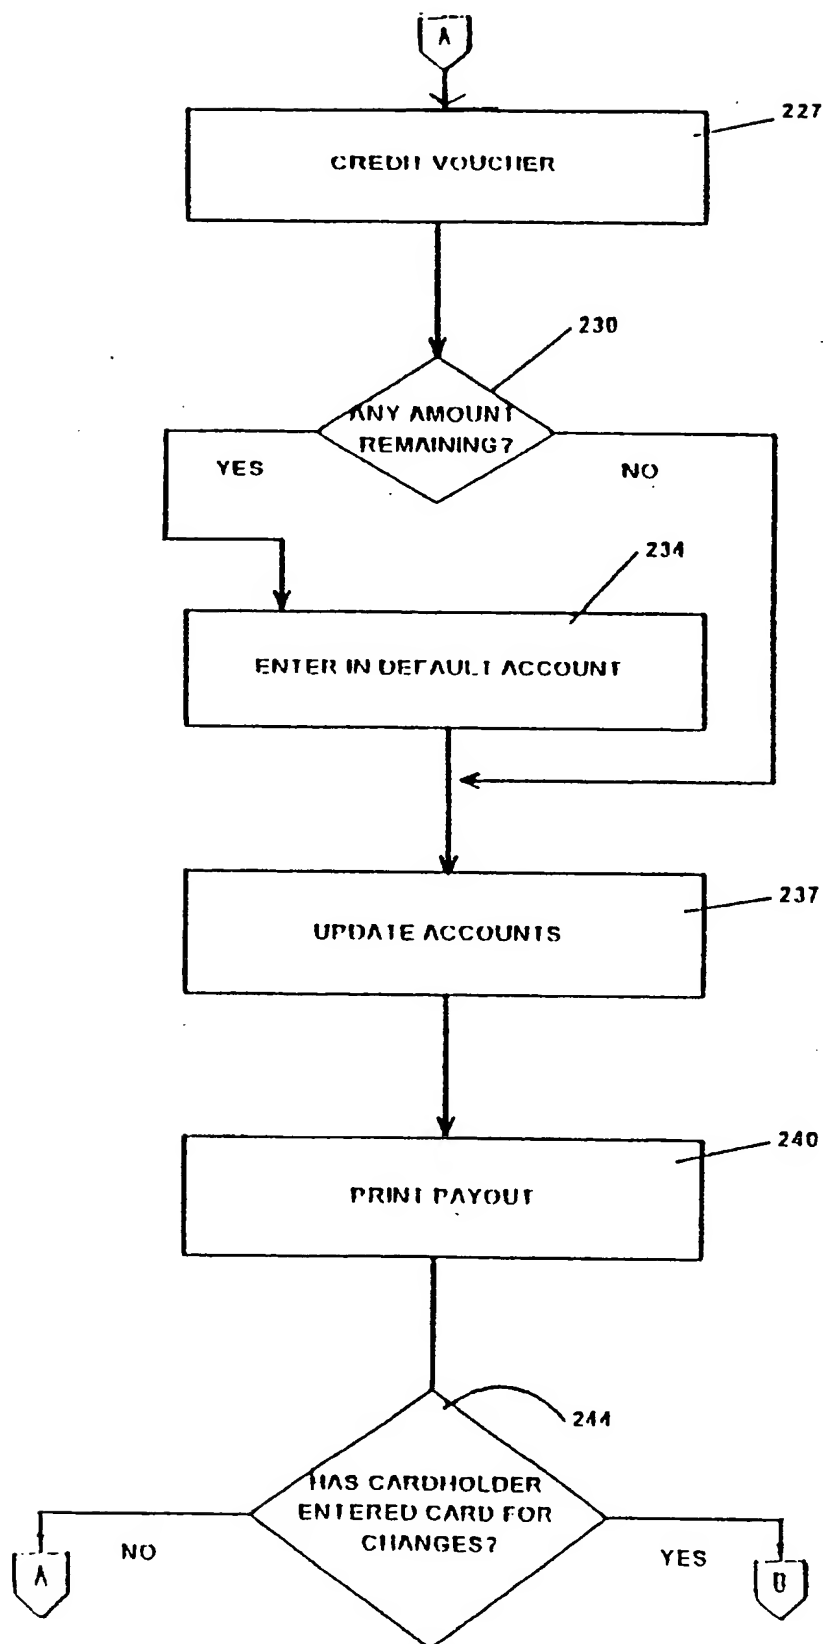 A
227
CREDIT VOUCHER
230
ANY AMOUNT
REMAINING?
YES
NO
234
ENTER IN DEFAULT ACCOUNT
237
UPDATE ACCOUNTS
240
PRINT PAYOUT
244
HAS CARDHOLDER
ENTERED CARD FOR
CHANGES?
NO
YES
A
B